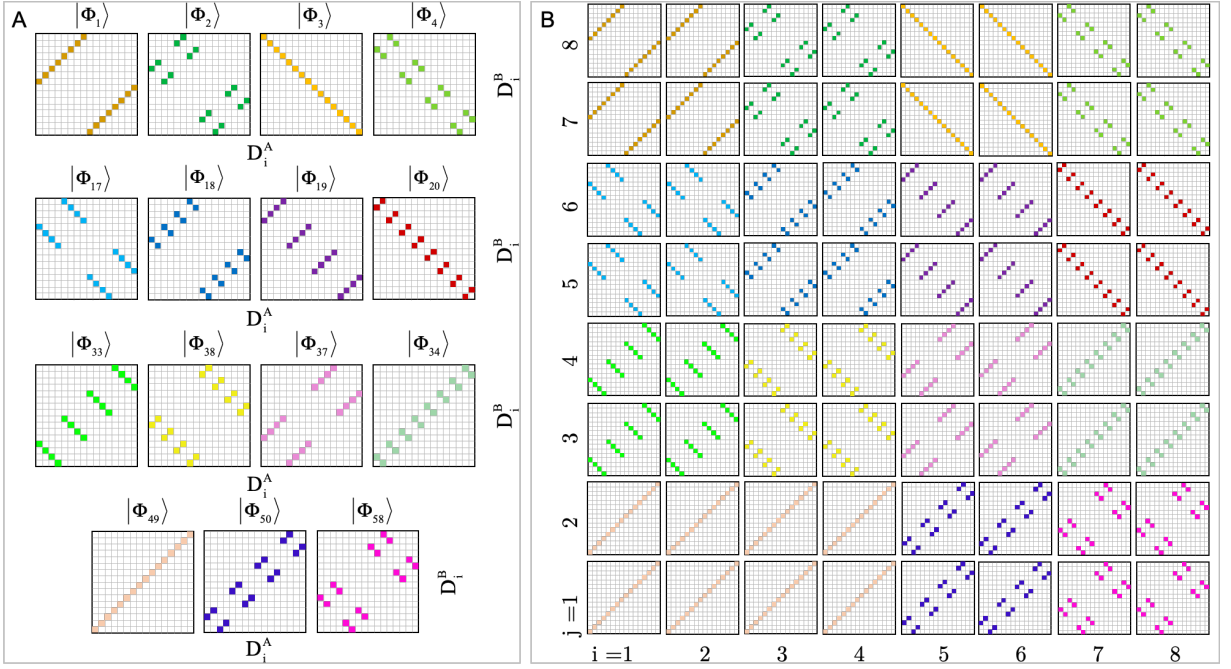 A
|Φ₁⟩ |Φ₂⟩ |Φ₃⟩ |Φ₄⟩
D_i^B
D_i^A
|Φ₁₇⟩ |Φ₁₈⟩ |Φ₁₉⟩ |Φ₂₀⟩
D_i^B
D_i^A
|Φ₃₃⟩ |Φ₃₈⟩ |Φ₃₇⟩ |Φ₃₄⟩
D_i^B
D_i^A
|Φ₄₉⟩ |Φ₅₀⟩ |Φ₅₈⟩
D_i^B
D_i^A
B
8
7
6
5
4
3
2
j =1
i =1 2 3 4 5 6 7 8